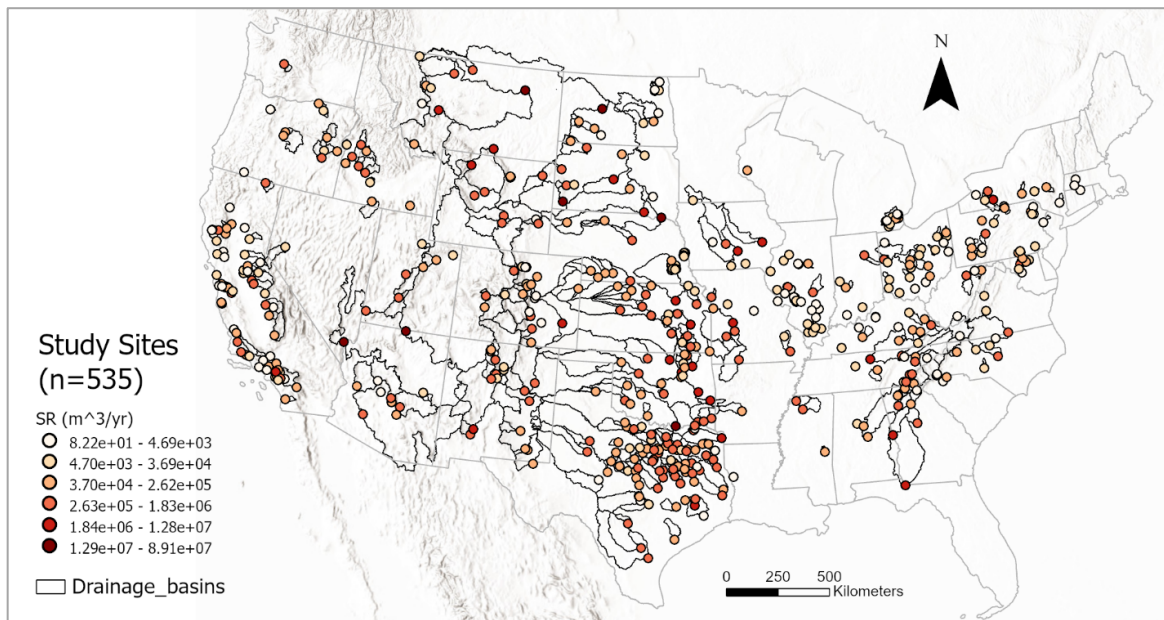 N
Study Sites
(n=535)
SR (m^3/yr)
8.22e+01 - 4.69e+03
4.70e+03 - 3.69e+04
3.70e+04 - 2.62e+05
2.63e+05 - 1.83e+06
1.84e+06 - 1.28e+07
1.29e+07 - 8.91e+07
Drainage_basins
0 250 500
Kilometers